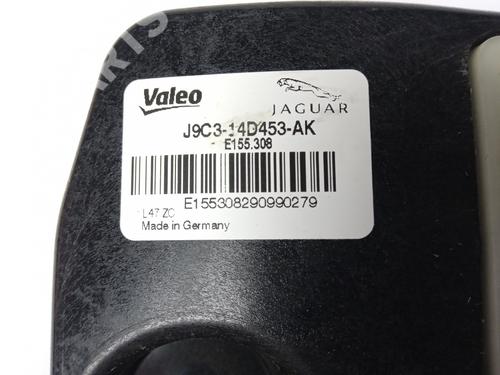 Valeo
JAGUAR
J9C3-14D453-AK
E155.308
E155308290990279
L47 ZC
Made in Germany